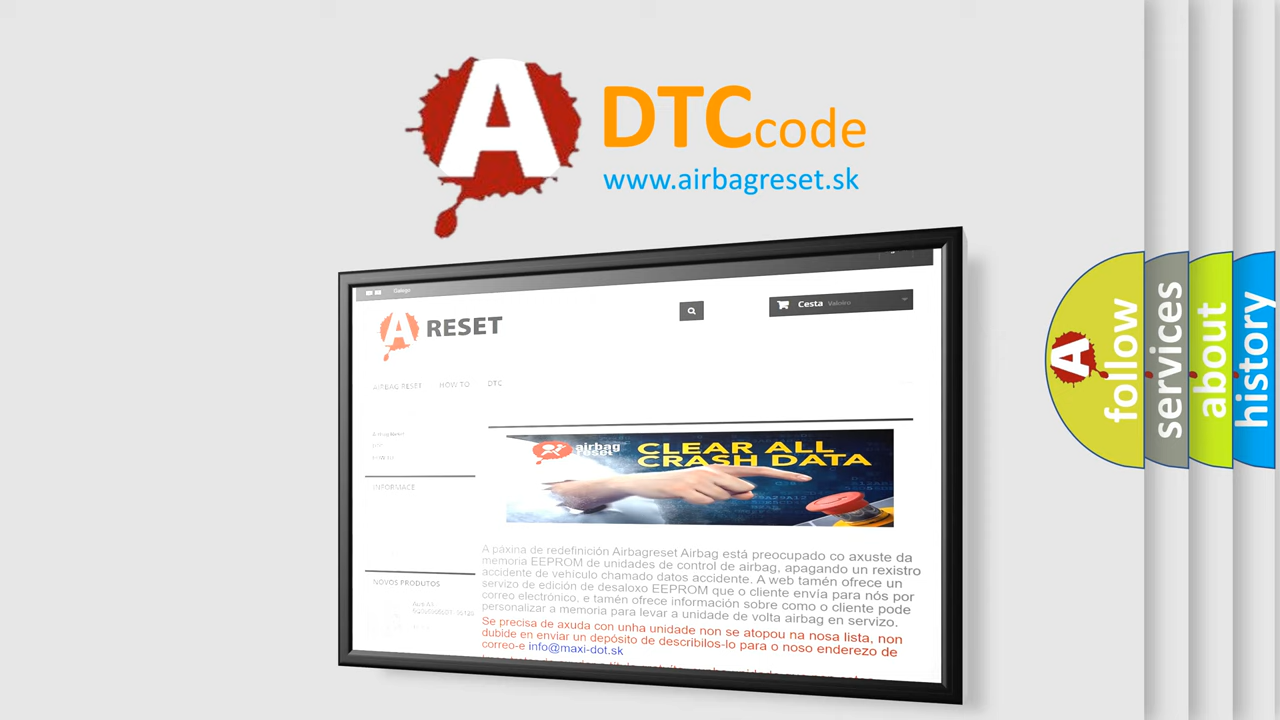 A
DTC code
www.airbagreset.sk
Galego
A RESET
Cesta Valeiro
AIRBAG RESET HOW TO DTC
Airbag Reset
INFORMACE
NOVOS PRODUTOS
airbag
reset
CLEAR ALL
CRASH DATA
A páxina de redefinición Airbagreset Airbag está preocupado co axuste da
memoria EEPROM de unidades de control de airbag, apagando un rexistro
accidente de vehículo chamado datos accidente. A web tamén ofrece un
servizo de edición de desaloxo EEPROM que o cliente envía para nós por
correo electrónico, e tamén ofrece información sobre como o cliente pode
personalizar a memoria para levar a unidade de volta airbag en servizo.
Se precisa de axuda con unha unidade non se atopou na nosa lista, non
dubide en enviar un depósito de describilos-lo para o noso enderezo de
correo-e info@maxi-dot.sk
A
follow
services
about
history